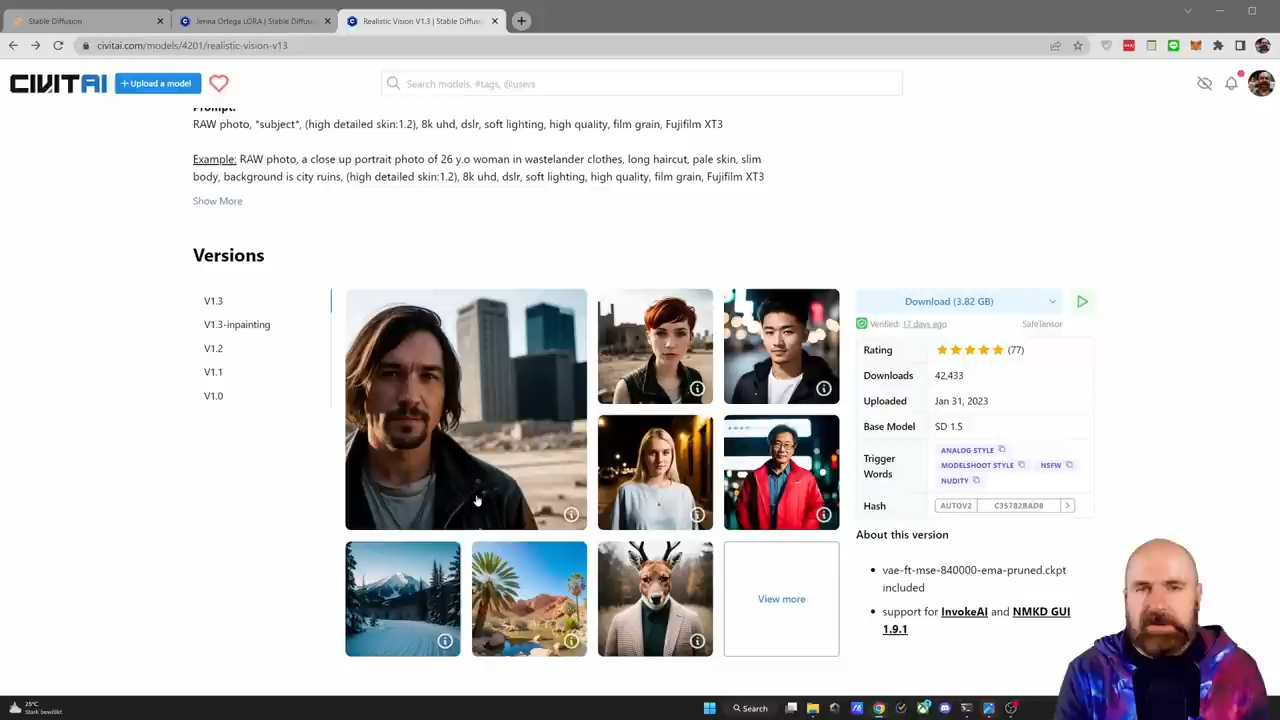 Stable Diffusion
Jenna Ortega LORA | Stable Diffusi
Realistic Vision V1.3 | Stable Diffus
civitai.com/models/4201/realistic-vision-v13
CIVITAI
+ Upload a model
Search models, #tags, @users
Prompt:
RAW photo, *subject*, (high detailed skin:1.2), 8k uhd, dslr, soft lighting, high quality, film grain, Fujifilm XT3
Example: RAW photo, a close up portrait photo of 26 y.o woman in wastelander clothes, long haircut, pale skin, slim
body, background is city ruins, (high detailed skin:1.2), 8k uhd, dslr, soft lighting, high quality, film grain, Fujifilm XT3
Show More
Versions
V1.3
V1.3-inpainting
V1.2
V1.1
V1.0
View more
Download (3.82 GB)
Verified: 17 days ago
SafeTensor
Rating
(77)
Downloads
42,433
Uploaded
Jan 31, 2023
Base Model
SD 1.5
Trigger
Words
ANALOG STYLE
MODELSHOOT STYLE
NSFW
NUDITY
Hash
AUTOV2
C35782BAD8
About this version
vae-ft-mse-840000-ema-pruned.ckpt
included
support for InvokeAI and NMKD GUI
1.9.1
25°C
Stark bewölkt
Search